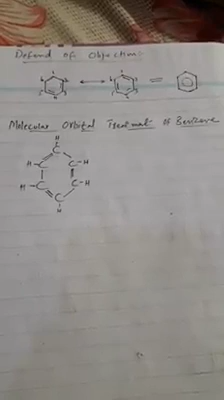 Defend of Objection:-
Molecular Orbital Treatment of Benzene
H
C
H - C C - H
H - C C - H
C
H